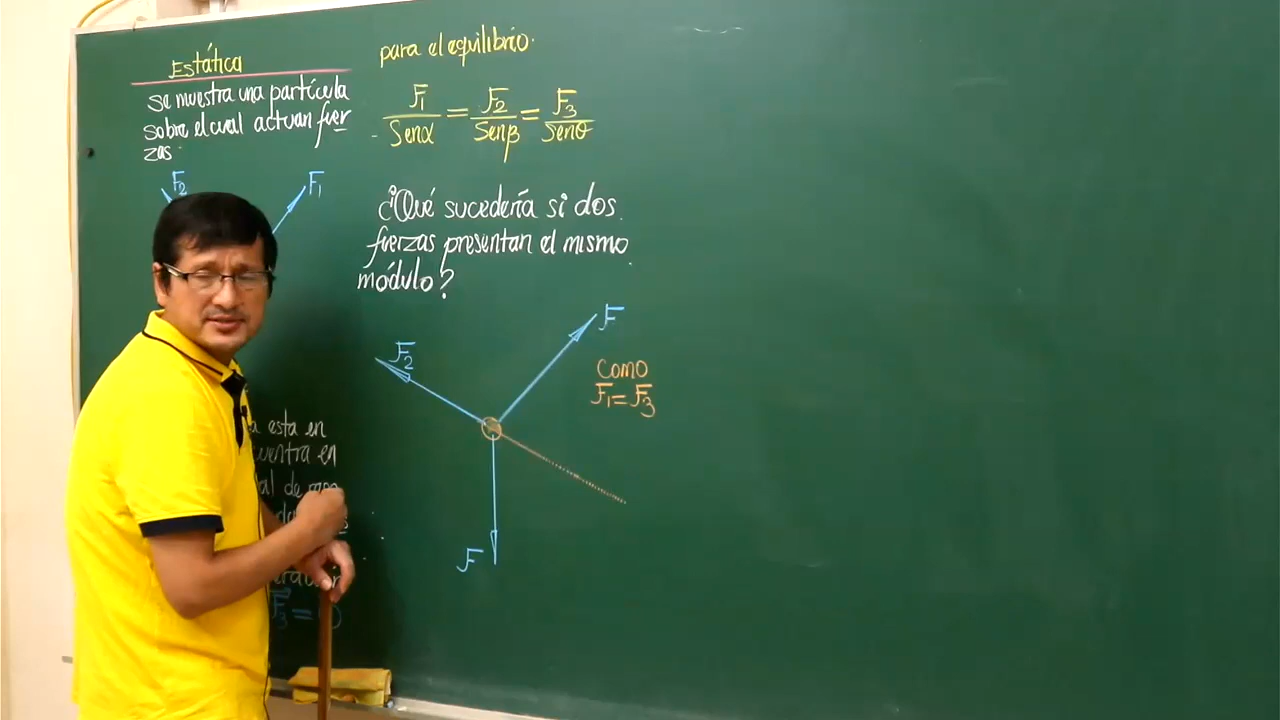 Estática
Se muestra una partícula
sobre el cual actúan fuer
zas
F2
F1
esta en
en
de
F3 =
para el equilibrio.
F1/Senα = F2/Senβ = F3/Senθ
¿Qué sucedería si dos
fuerzas presentan el mismo
módulo?
F2
F
como
F1=F3
F